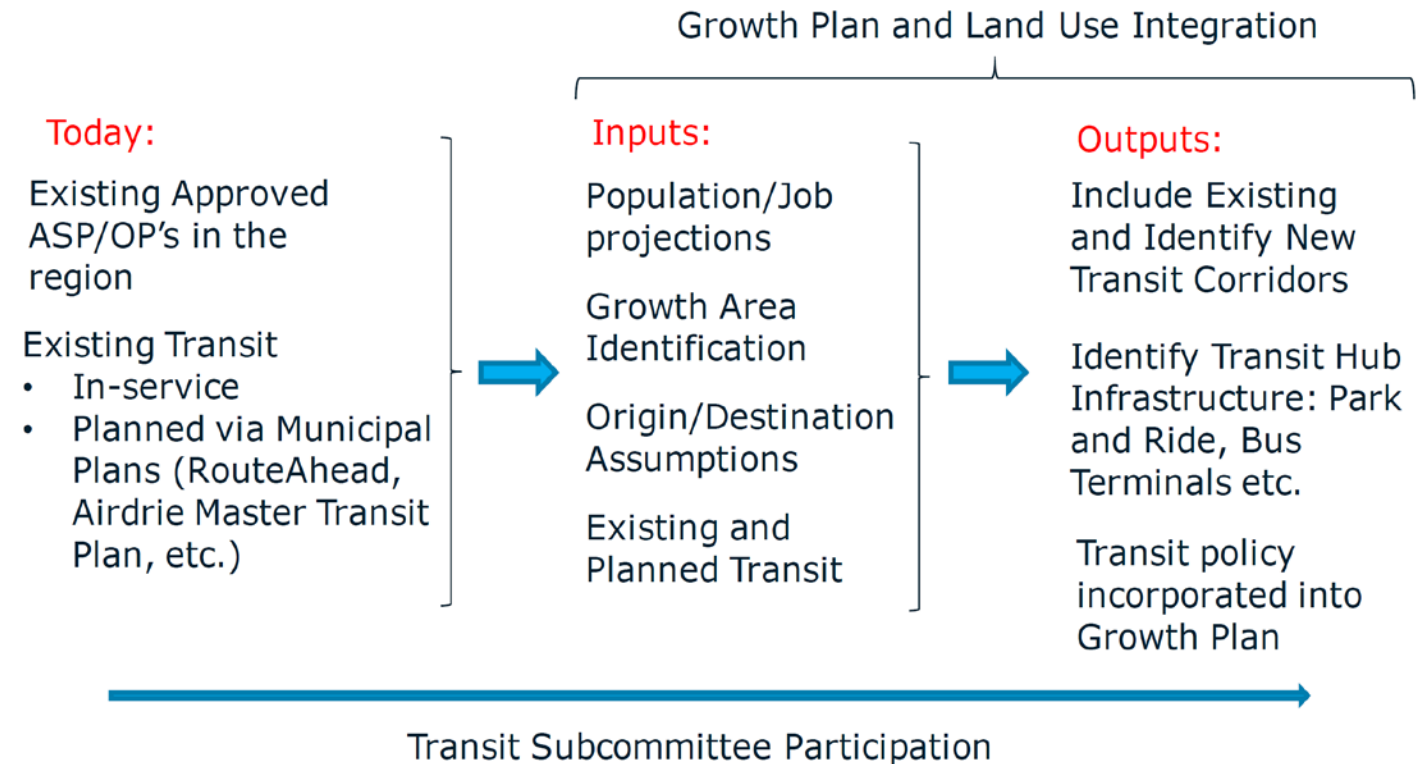 Growth Plan and Land Use Integration
Today:
Existing Approved
ASP/OP's in the
region
Existing Transit
• In-service
• Planned via Municipal
Plans (RouteAhead,
Airdrie Master Transit
Plan, etc.)
Inputs:
Population/Job
projections
Growth Area
Identification
Origin/Destination
Assumptions
Existing and
Planned Transit
Outputs:
Include Existing
and Identify New
Transit Corridors
Identify Transit Hub
Infrastructure: Park
and Ride, Bus
Terminals etc.
Transit policy
incorporated into
Growth Plan
Transit Subcommittee Participation